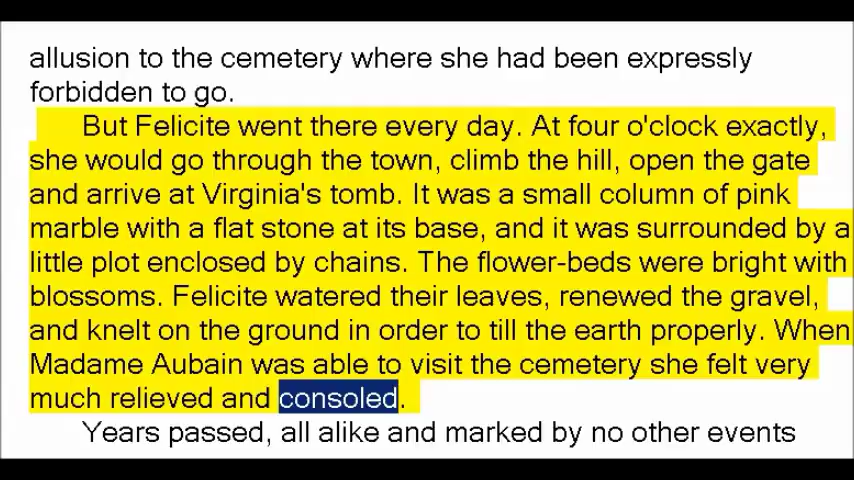 allusion to the cemetery where she had been expressly
forbidden to go.
But Felicite went there every day. At four o'clock exactly,
she would go through the town, climb the hill, open the gate
and arrive at Virginia's tomb. It was a small column of pink
marble with a flat stone at its base, and it was surrounded by a
little plot enclosed by chains. The flower-beds were bright with
blossoms. Felicite watered their leaves, renewed the gravel,
and knelt on the ground in order to till the earth properly. When
Madame Aubain was able to visit the cemetery she felt very
much relieved and consoled.
Years passed, all alike and marked by no other events